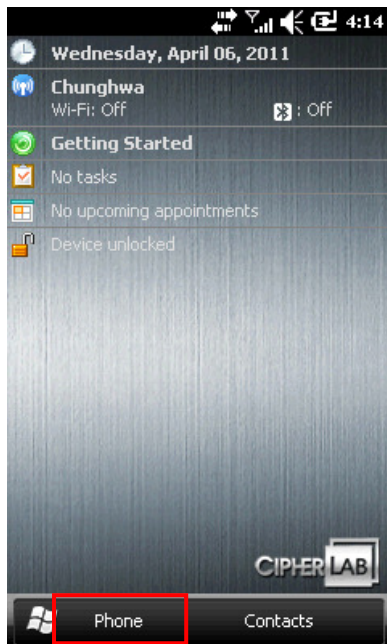 4:14
Wednesday, April 06, 2011
Chunghwa
Wi-Fi: Off : Off
Getting Started
No tasks
No upcoming appointments
Device unlocked
CIPHERLAB
Phone Contacts